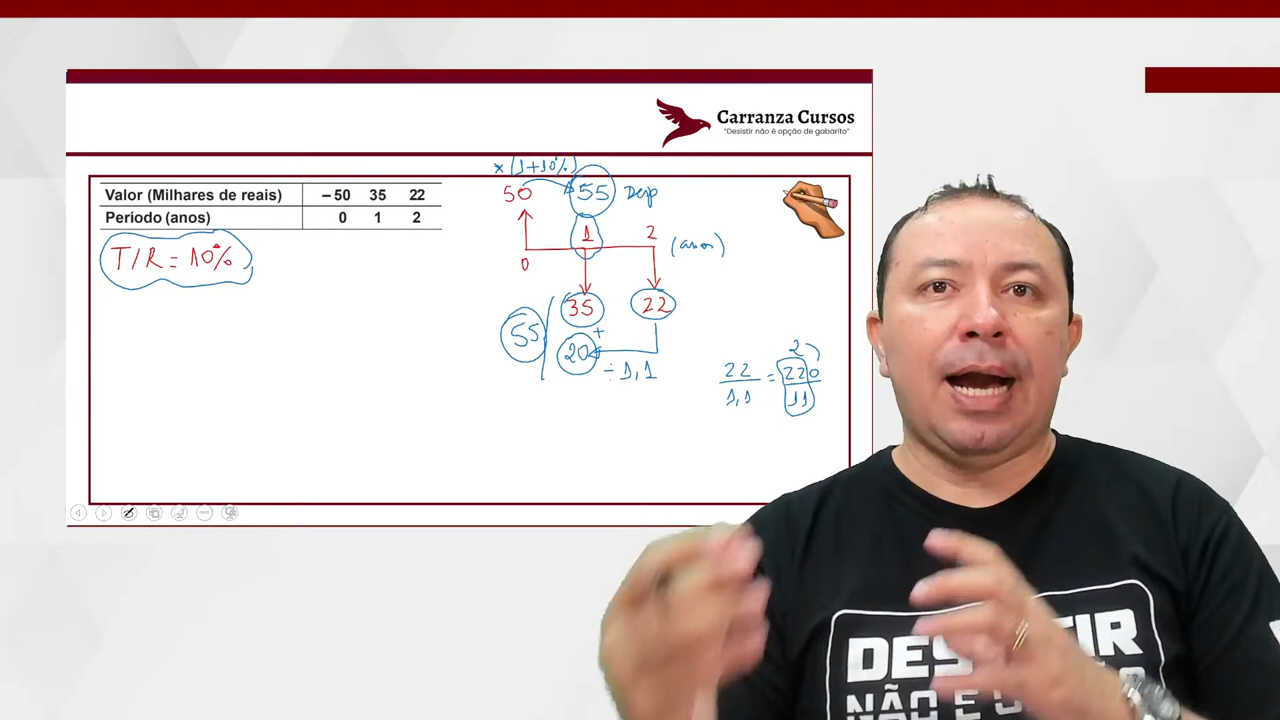 Carranza Cursos
"Desistir não é opção de gabarito"
Valor (Milhares de reais) –50 35 22
Período (anos) 0 1 2
TIR = 10%
× (1+10%)
50 55 Desp
1 2 (anos)
0
35 22
55 +
20
÷ 1,1
2
22 = 220
1,1 11
DESISTIR
NÃO É O